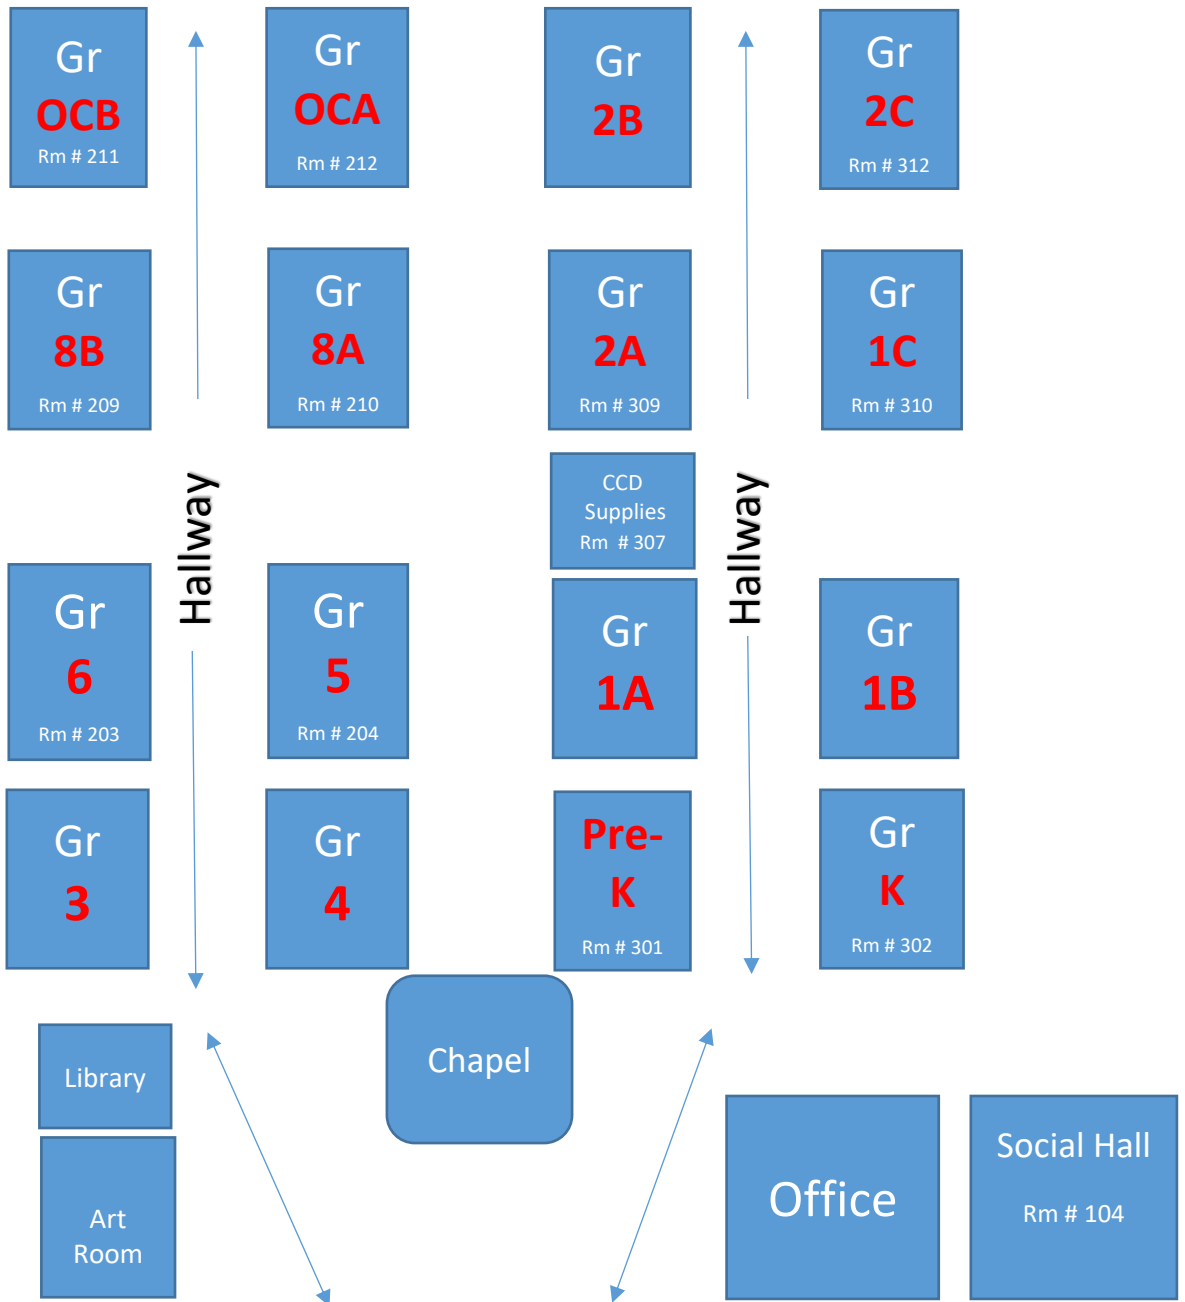 Gr
OCB
Rm # 211
Gr
OCA
Rm # 212
Gr
2B
Gr
2C
Rm # 312
Gr
8B
Rm # 209
Gr
8A
Rm # 210
Gr
2A
Rm # 309
Gr
1C
Rm # 310
CCD
Supplies
Rm # 307
Hallway
Hallway
Gr
6
Rm # 203
Gr
5
Rm # 204
Gr
1A
Gr
1B
Gr
3
Gr
4
Pre-
K
Rm # 301
Gr
K
Rm # 302
Library
Chapel
Art
Room
Office
Social Hall
Rm # 104